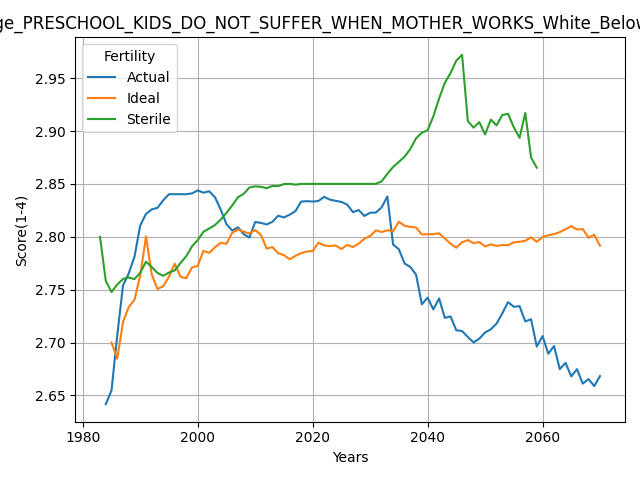 ge_PRESCHOOL_KIDS_DO_NOT_SUFFER_WHEN_MOTHER_WORKS_White_Belo
Fertility
Actual
Ideal
Sterile
Score(1-4)
2.95
2.90
2.85
2.80
2.75
2.70
2.65
1980
2000
2020
2040
2060
Years